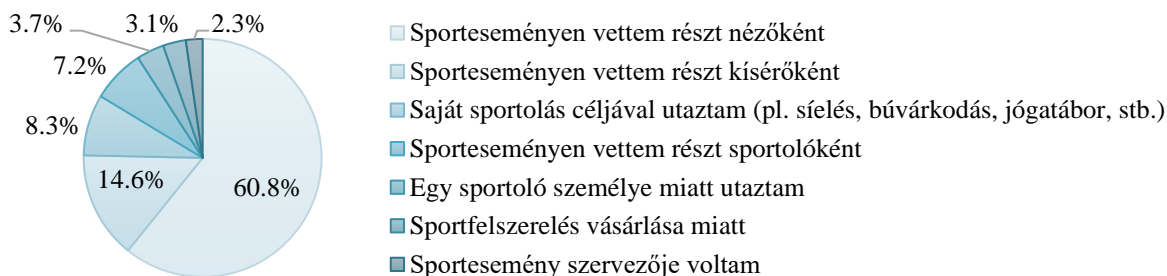 3.7%
3.1%
2.3%
7.2%
8.3%
14.6%
60.8%
Sporteseményen vettem részt nézőként
Sporteseményen vettem részt kísérőként
Saját sportolás céljával utaztam (pl. síelés, búvárkodás, jógatábor, stb.)
Sporteseményen vettem részt sportolóként
Egy sportoló személye miatt utaztam
Sportfelszerelés vásárlása miatt
Sportesemény szervezője voltam